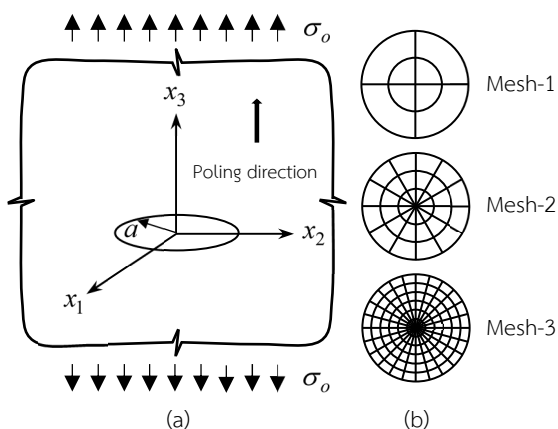 σₒ
x₃
Poling direction
a
x₂
x₁
σₒ
(a)
Mesh-1
Mesh-2
Mesh-3
(b)